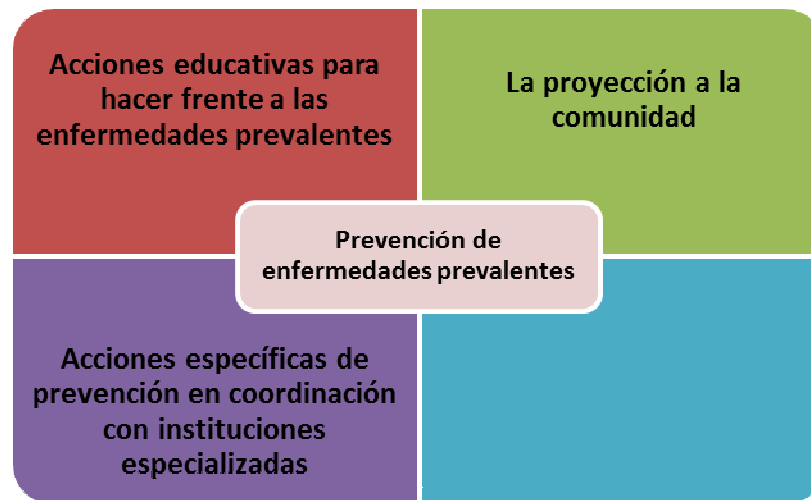 Acciones educativas para
hacer frente a las
enfermedades prevalentes
La proyección a la
comunidad
Prevención de
enfermedades prevalentes
Acciones específicas de
prevención en coordinación
con instituciones
especializadas